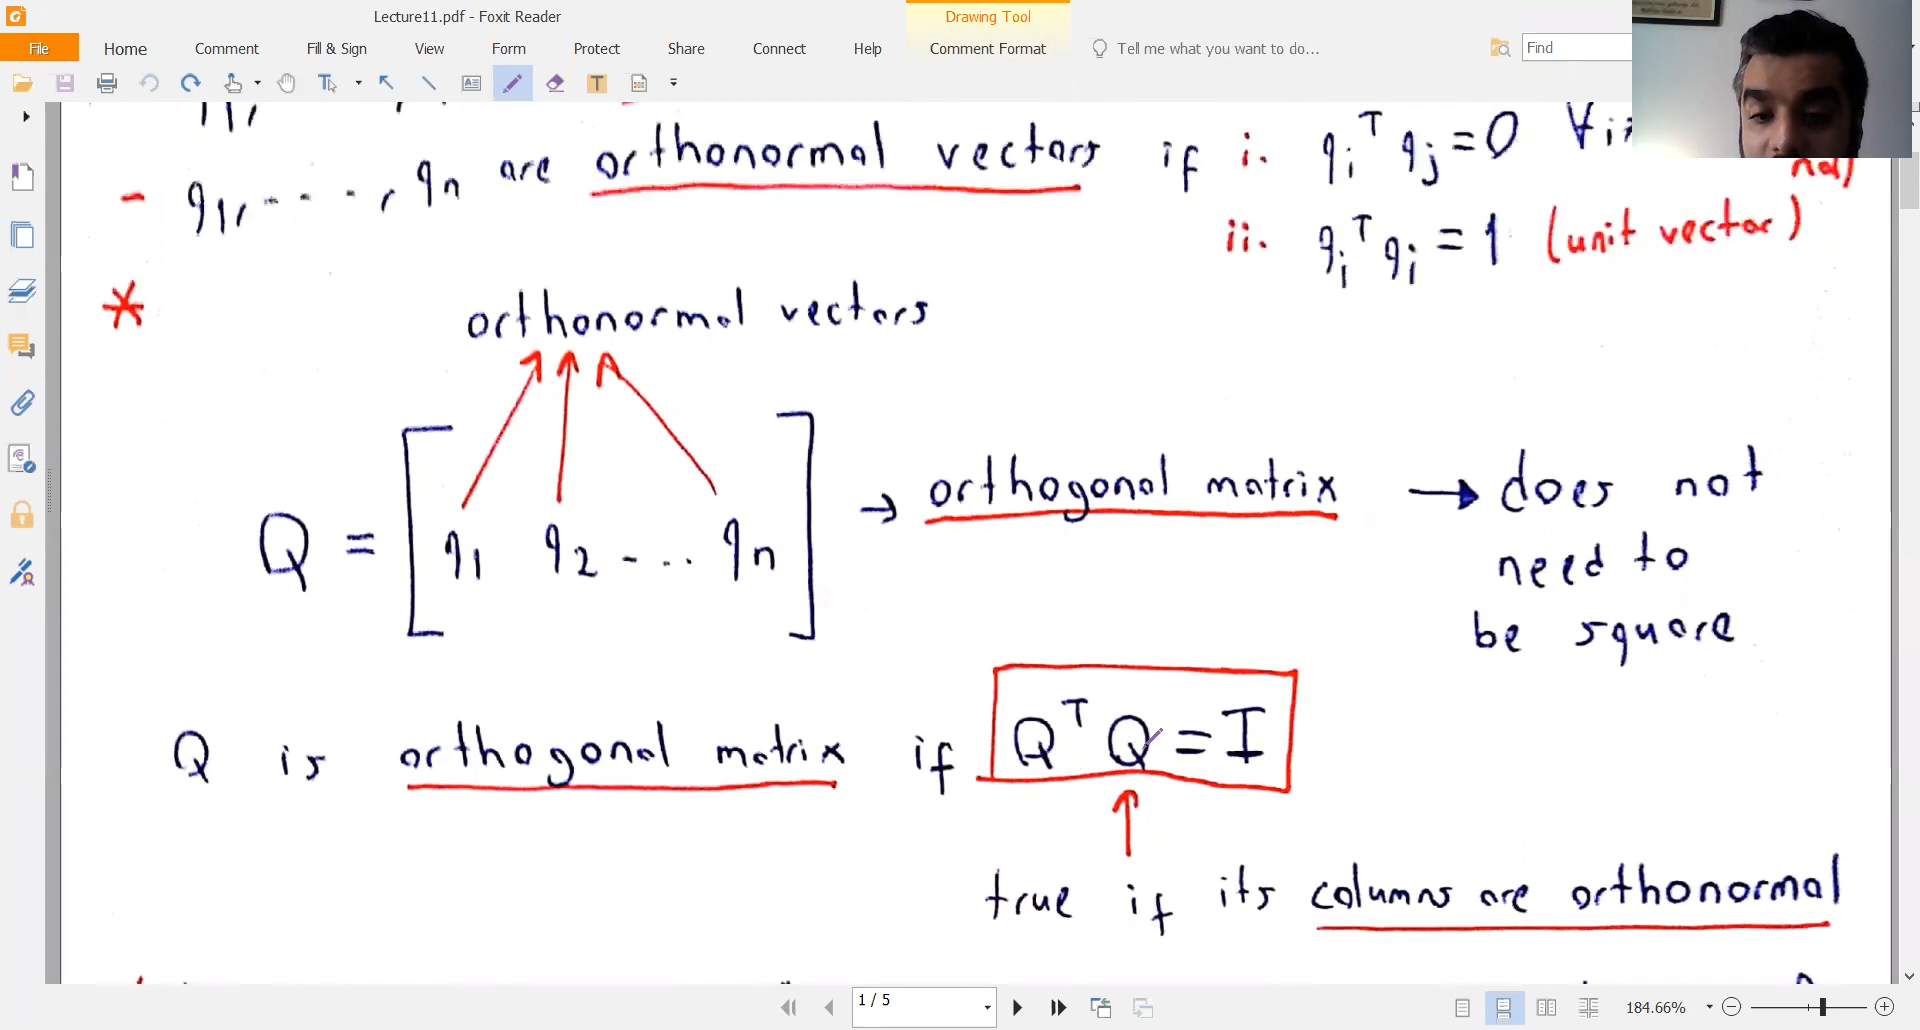 Lecture11.pdf - Foxit Reader
Drawing Tool
File Home Comment Fill & Sign View Form Protect Share Connect Help Comment Format Tell me what you want to do... Find
- q1, . . . . , qn are orthonormal vectors if i. qi^T qj = 0 ∀i≠
ii. qi^T qi = 1 (unit vector)
* orthonormal vectors
Q = [ q1 q2 - ... qn ] → orthogonal matrix → does not
need to
be square
Q is orthogonal matrix if Q^T Q = I
↑
true if its columns are orthonormal
1 / 5
184.66%